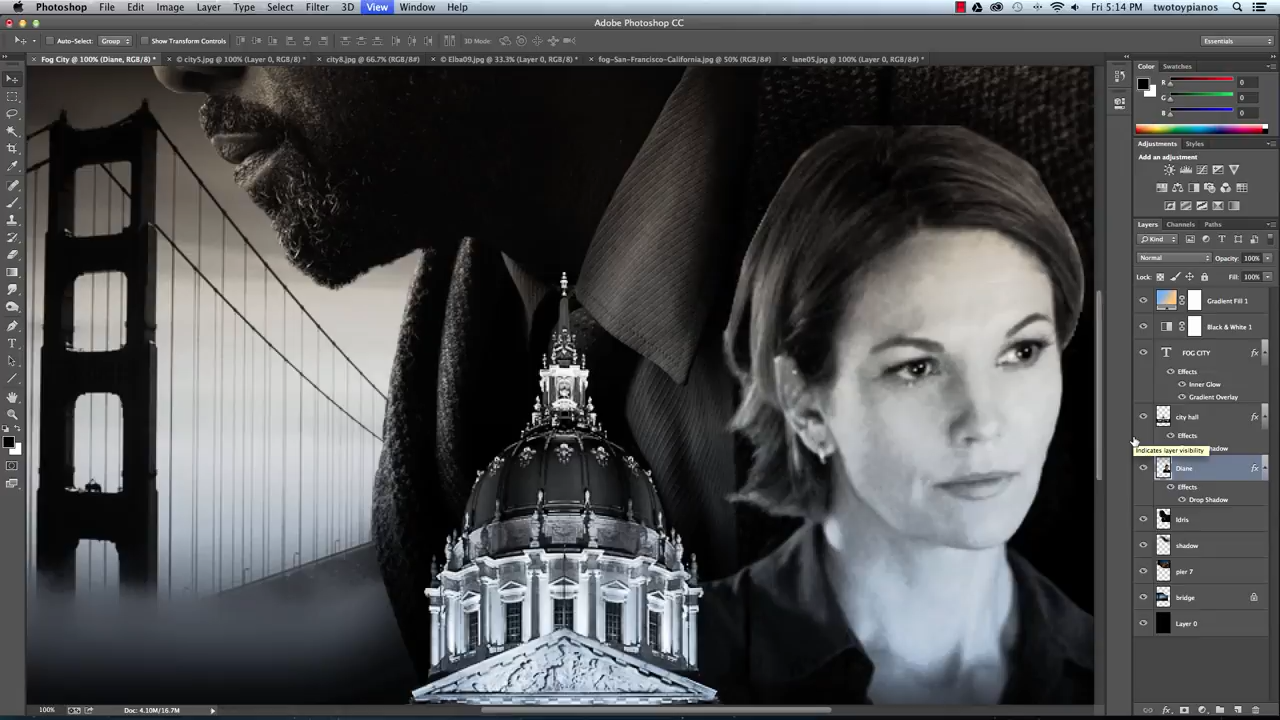 Photoshop File Edit Image Layer Type Select Filter 3D View Window Help
Fri 5:14 PM twotoypianos
Adobe Photoshop CC
Auto-Select: Group Show Transform Controls 3D Mode: Essentials
Fog City @ 100% (Diane, RGB/8) * © city5.jpg @ 100% (Layer 0, RGB/8) * city8.jpg @ 66.7% (RGB/8#) © Elba09.jpg @ 33.3% (Layer 0, RGB/8) * fog-San-Francisco-California.jpg @ 50% (RGB/8#) lane05.jpg @ 100% (RGB/8#) *
Color Swatches
R 0
G 0
B 0
Adjustments Styles
Add an adjustment
Layers Channels Paths
Kind
Normal Opacity: 100%
Lock: Fill: 100%
Gradient Fill 1
Black & White 1
T FOG CITY fx
Effects
Inner Glow
Gradient Overlay
city hall fx
Effects
Indicates layer visibility
Diane fx
Effects
Drop Shadow
Idris
shadow
pier 7
bridge
Layer 0
100% Doc: 4.10M/16.7M